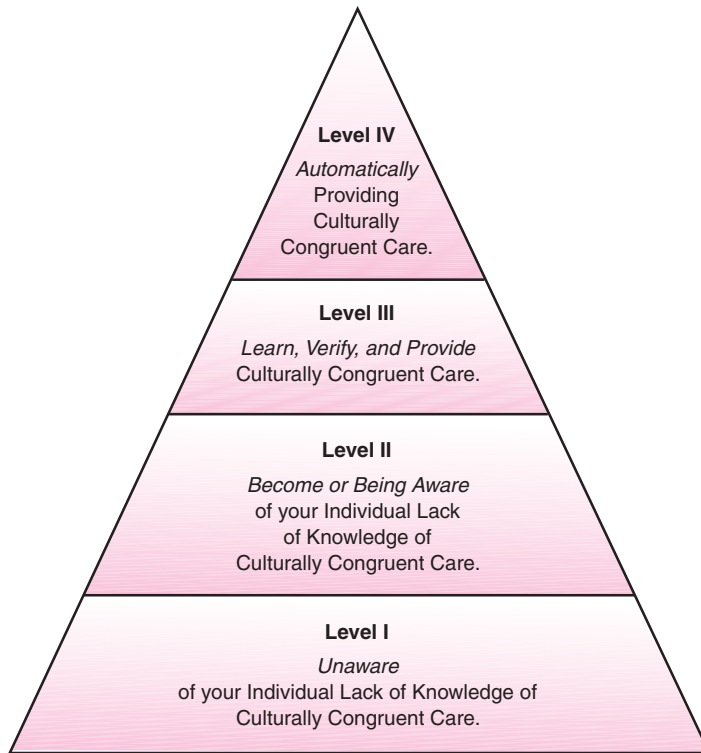 Level IV
Automatically
Providing
Culturally
Congruent Care.
Level III
Learn, Verify, and Provide
Culturally Congruent Care.
Level II
Become or Being Aware
of your Individual Lack
of Knowledge of
Culturally Congruent Care.
Level I
Unaware
of your Individual Lack of Knowledge of
Culturally Congruent Care.